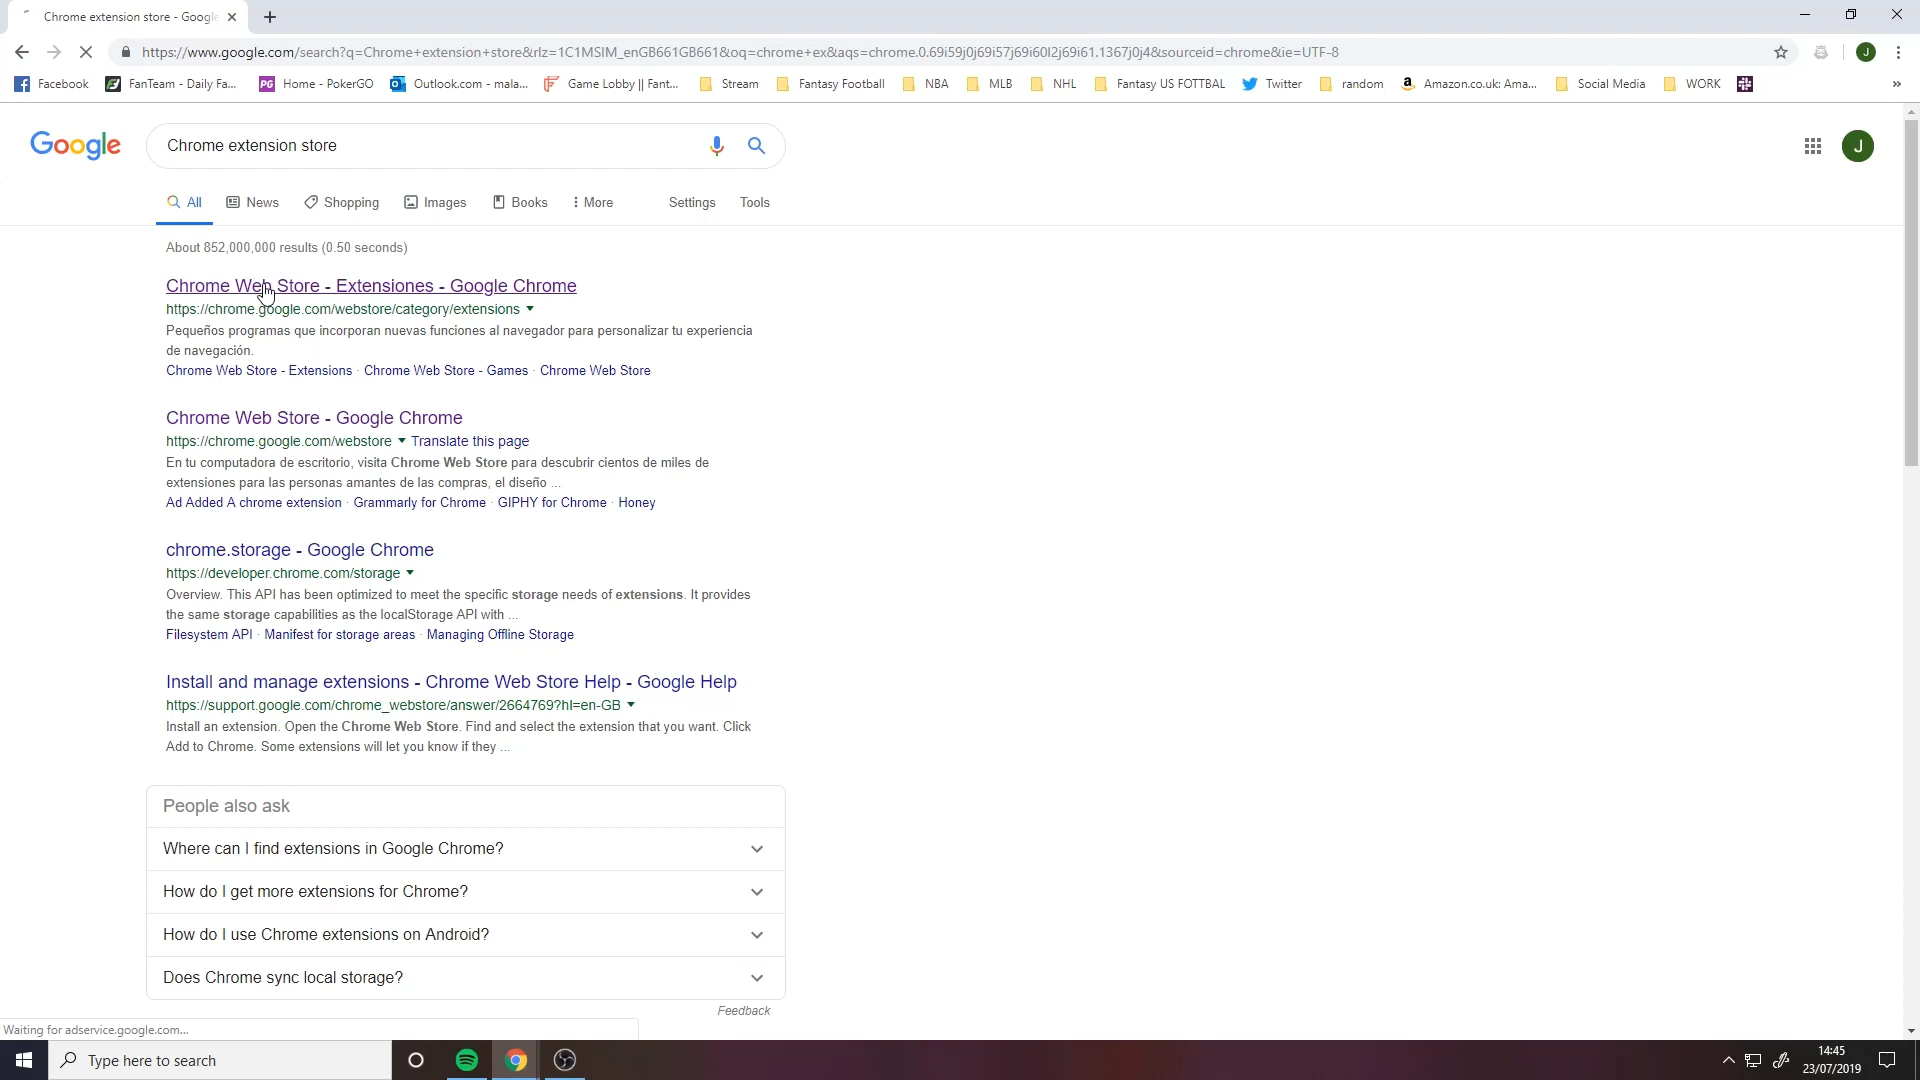 Chrome extension store - Google
https://www.google.com/search?q=Chrome+extension+store&rlz=1C1MSIM_enGB661GB661&oq=chrome+ex&aqs=chrome.0.69i59j0j69i57j69i60l2j69i61.1367j0j4&sourceid=chrome&ie=UTF-8
J
Facebook FanTeam - Daily Fa... PG Home - PokerGO Outlook.com - mala... Game Lobby || Fant... Stream Fantasy Football NBA MLB NHL Fantasy US FOTTBAL Twitter random Amazon.co.uk: Ama... Social Media WORK »
Google Chrome extension store J
All News Shopping Images Books More Settings Tools
About 852,000,000 results (0.50 seconds)
Chrome Web Store - Extensiones - Google Chrome
https://chrome.google.com/webstore/category/extensions
Pequeños programas que incorporan nuevas funciones al navegador para personalizar tu experiencia
de navegación.
Chrome Web Store - Extensions · Chrome Web Store - Games · Chrome Web Store
Chrome Web Store - Google Chrome
https://chrome.google.com/webstore Translate this page
En tu computadora de escritorio, visita Chrome Web Store para descubrir cientos de miles de
extensiones para las personas amantes de las compras, el diseño ...
Ad Added A chrome extension · Grammarly for Chrome · GIPHY for Chrome · Honey
chrome.storage - Google Chrome
https://developer.chrome.com/storage
Overview. This API has been optimized to meet the specific storage needs of extensions. It provides
the same storage capabilities as the localStorage API with ...
Filesystem API · Manifest for storage areas · Managing Offline Storage
Install and manage extensions - Chrome Web Store Help - Google Help
https://support.google.com/chrome_webstore/answer/2664769?hl=en-GB
Install an extension. Open the Chrome Web Store. Find and select the extension that you want. Click
Add to Chrome. Some extensions will let you know if they ...
People also ask
Where can I find extensions in Google Chrome?
How do I get more extensions for Chrome?
How do I use Chrome extensions on Android?
Does Chrome sync local storage?
Feedback
Waiting for adservice.google.com...
Type here to search
14:45
23/07/2019